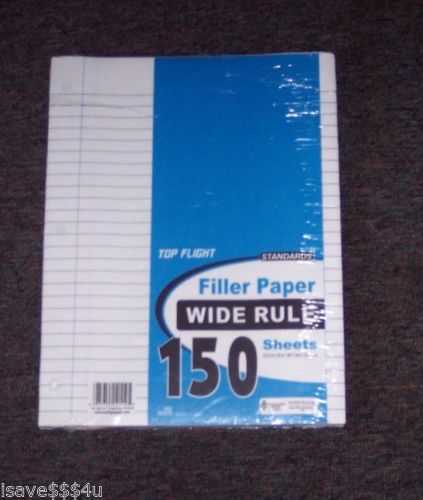 TOP FLIGHT
STANDARDS
Filler Paper
WIDE RULE
150
Sheets
isave$$$4u